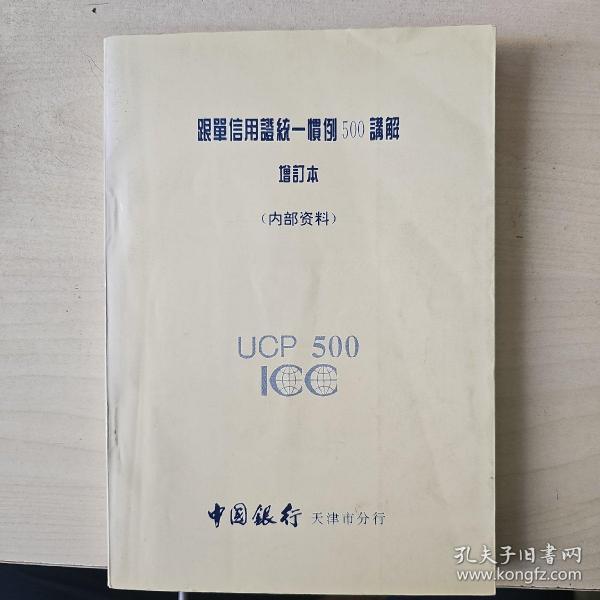 跟單信用證統一慣例500講解
增訂本
（内部资料）
UCP 500
ICC
中国銀行 天津市分行
孔夫子旧书网
www.kongfz.com